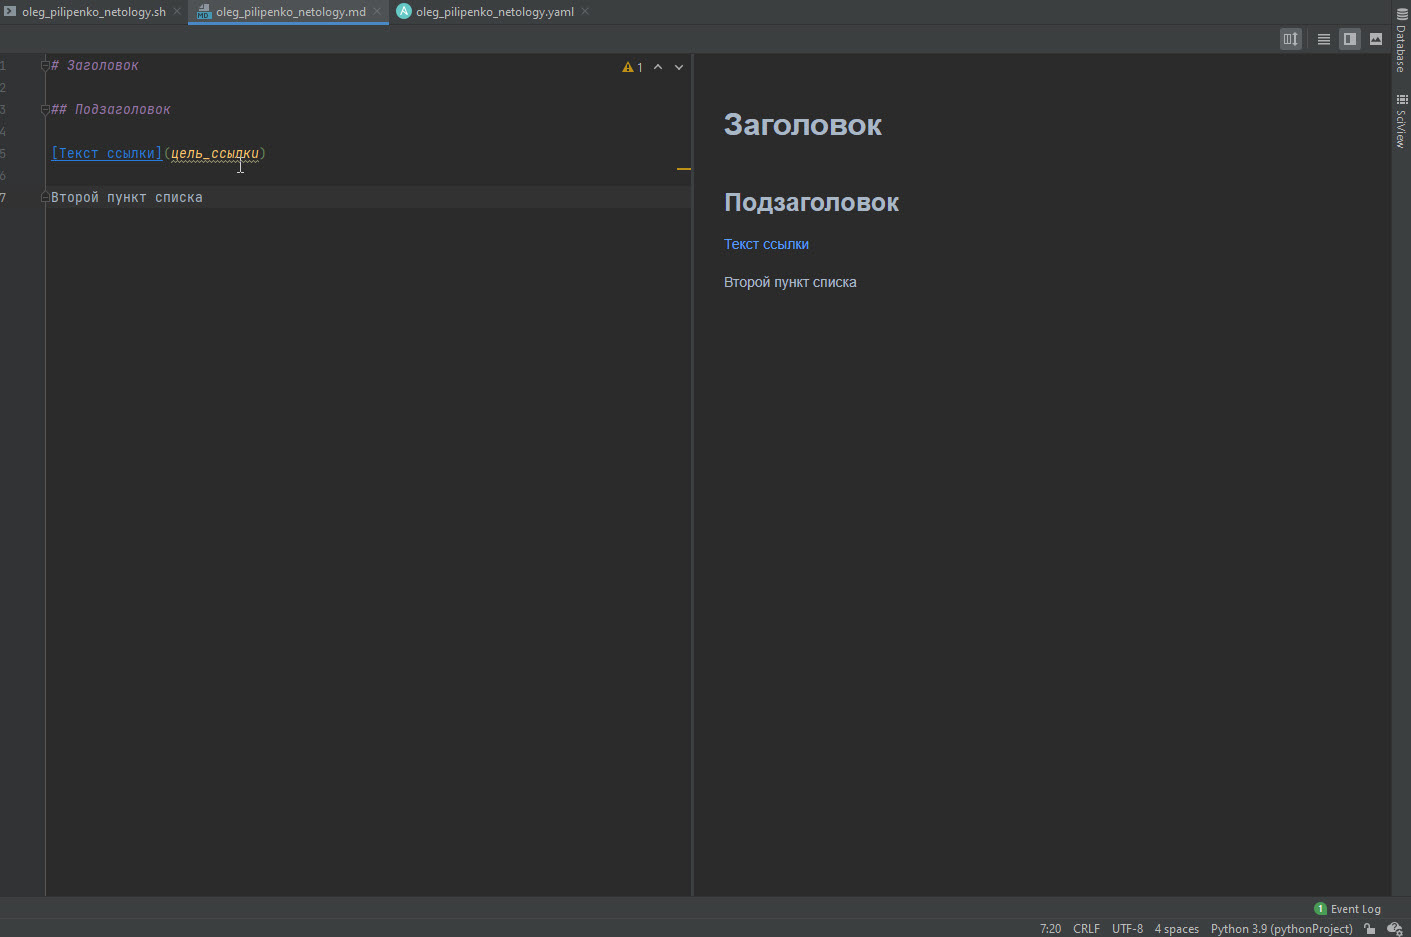 oleg_pilipenko_netology.sh
oleg_pilipenko_netology.md
oleg_pilipenko_netology.yaml
1 # Заголовок
1
2
3 ## Подзаголовок
4
5 [Текст ссылки](цель_ссылки)
6
7 Второй пункт списка
Заголовок
Подзаголовок
Текст ссылки
Второй пункт списка
Database
SciView
1 Event Log
7:20 CRLF UTF-8 4 spaces Python 3.9 (pythonProject)